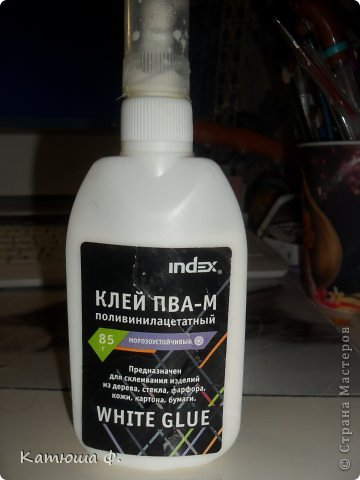 index®
КЛЕЙ ПВА-М
поливинилацетатный
85 г
МОРОЗОУСТОЙЧИВЫЙ
Предназначен
для склеивания изделий
из дерева, стекла, фарфора,
кожи, картона, бумаги.
WHITE GLUE
Катюша Ф.
© Страна Мастеров